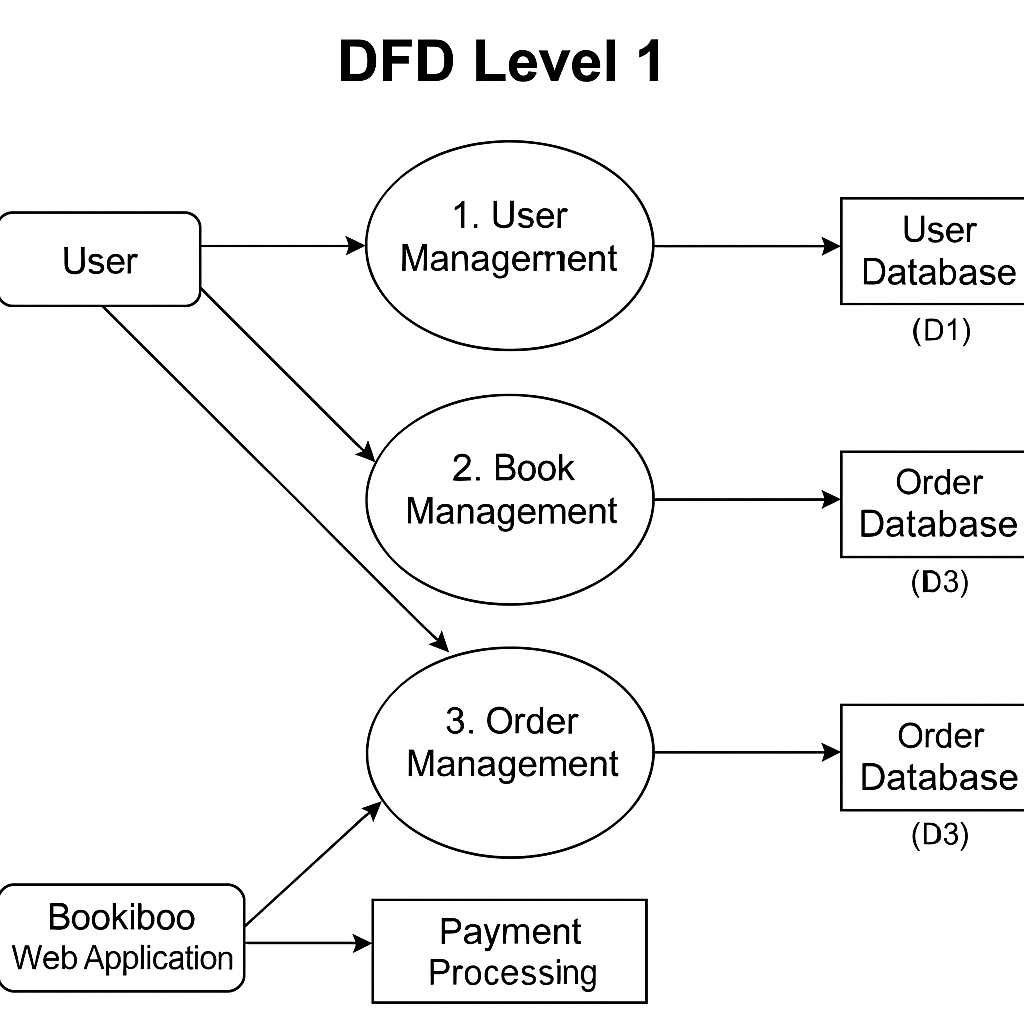 DFD Level 1
User
1. User
Management
User
Database
(D1)
2. Book
Management
Order
Database
(D3)
3. Order
Management
Order
Database
(D3)
Bookiboo
Web Application
Payment
Processing